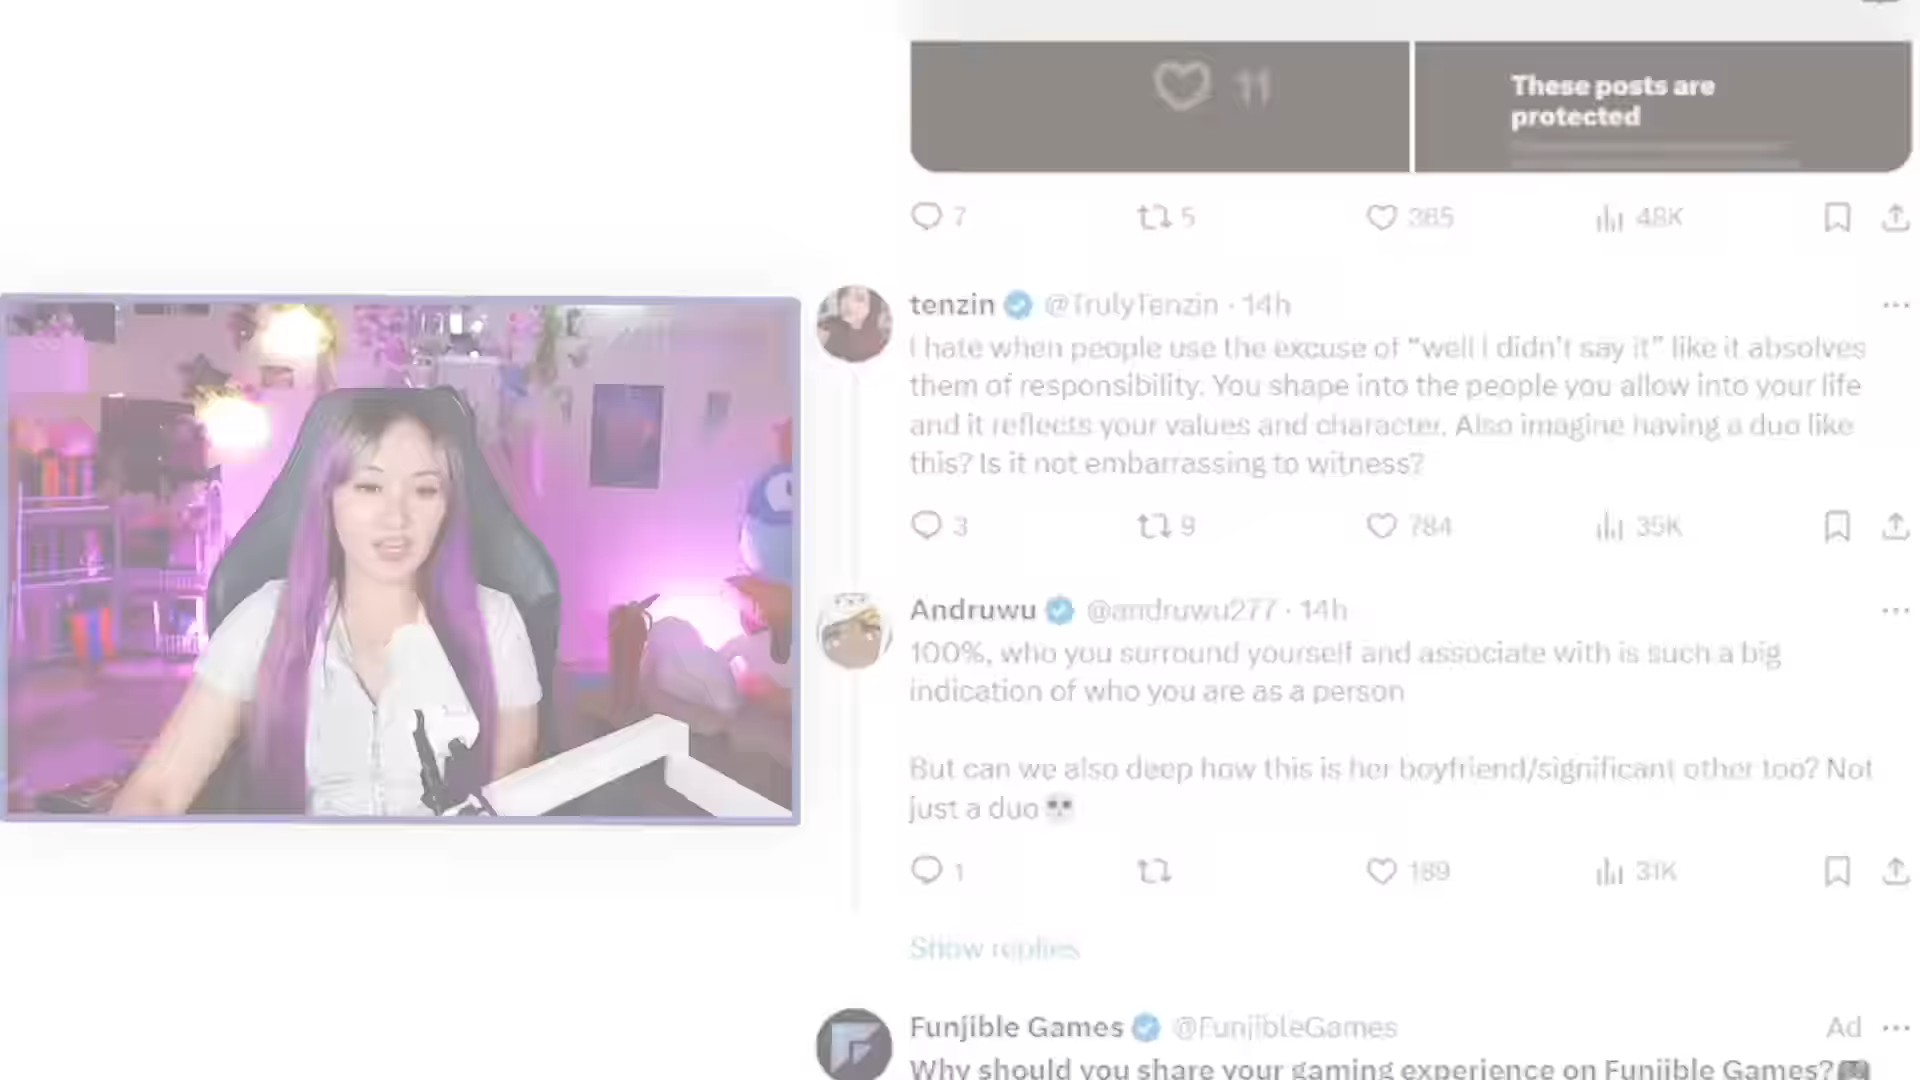 11
These posts are
protected
7 5 365 48K
tenzin @TrulyTenzin · 14h
I hate when people use the excuse of “well I didn’t say it” like it absolves
them of responsibility. You shape into the people you allow into your life
and it reflects your values and character. Also imagine having a duo like
this? Is it not embarrassing to witness?
3 9 784 35K
Andruwu @andruwu277 · 14h
100%, who you surround yourself and associate with is such a big
indication of who you are as a person
But can we also deep how this is her boyfriend/significant other too? Not
just a duo 💀
1 189 31K
Show replies
Funjible Games @FunjibleGames Ad
Why should you share your gaming experience on Funjible Games?